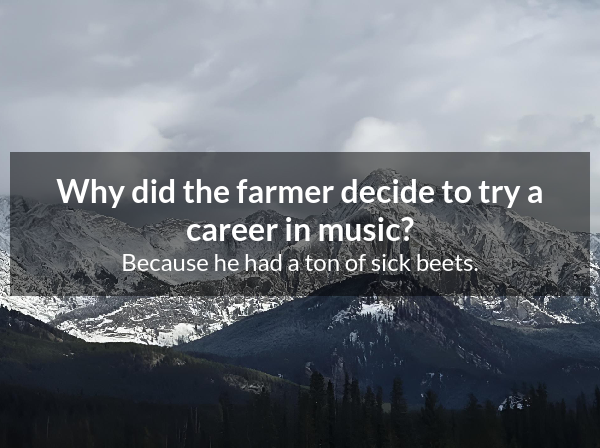 Why did the farmer decide to try a
career in music?
Because he had a ton of sick beets.